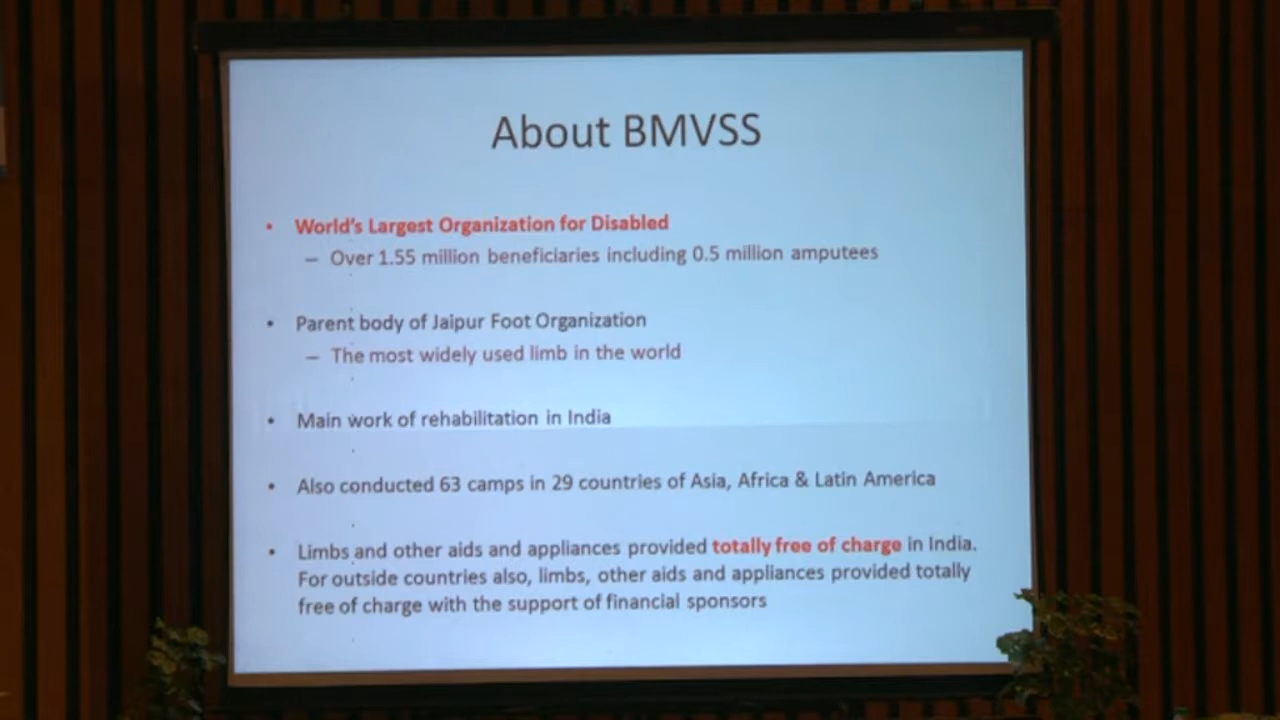 About BMVSS
• World's Largest Organization for Disabled
– Over 1.55 million beneficiaries including 0.5 million amputees
• Parent body of Jaipur Foot Organization
– The most widely used limb in the world
• Main work of rehabilitation in India
• Also conducted 63 camps in 29 countries of Asia, Africa & Latin America
• Limbs and other aids and appliances provided totally free of charge in India.
For outside countries also, limbs, other aids and appliances provided totally
free of charge with the support of financial sponsors